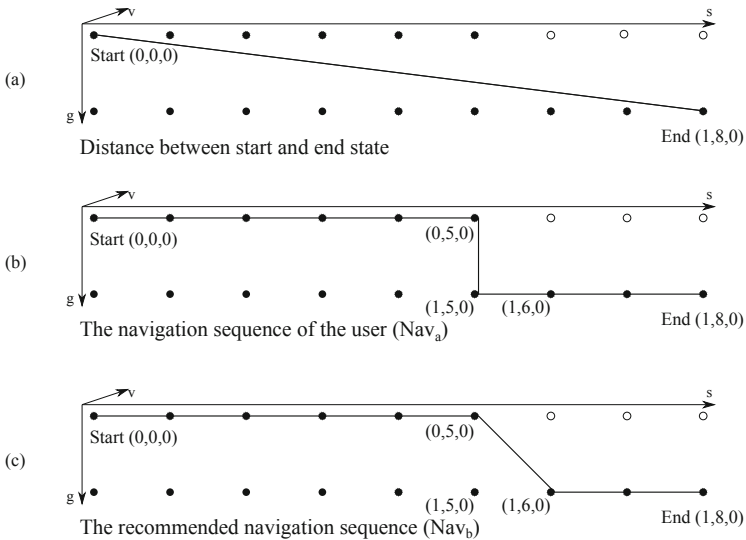 v
s
Start (0,0,0)
(a)
g
End (1,8,0)
Distance between start and end state
v
s
Start (0,0,0)
(0,5,0)
(b)
g
(1,5,0)
(1,6,0)
End (1,8,0)
The navigation sequence of the user (Nava)
v
s
Start (0,0,0)
(0,5,0)
(c)
g
(1,5,0)
(1,6,0)
End (1,8,0)
The recommended navigation sequence (Navb)